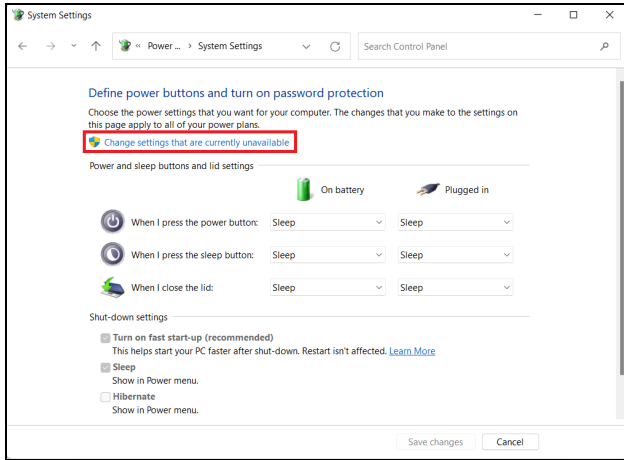 System Settings
« Power ... › System Settings
Search Control Panel
Define power buttons and turn on password protection
Choose the power settings that you want for your computer. The changes that you make to the settings on
this page apply to all of your power plans.
Change settings that are currently unavailable
Power and sleep buttons and lid settings
On battery Plugged in
When I press the power button: Sleep Sleep
When I press the sleep button: Sleep Sleep
When I close the lid: Sleep Sleep
Shut-down settings
Turn on fast start-up (recommended)
This helps start your PC faster after shut-down. Restart isn't affected. Learn More
Sleep
Show in Power menu.
Hibernate
Show in Power menu.
Save changes Cancel